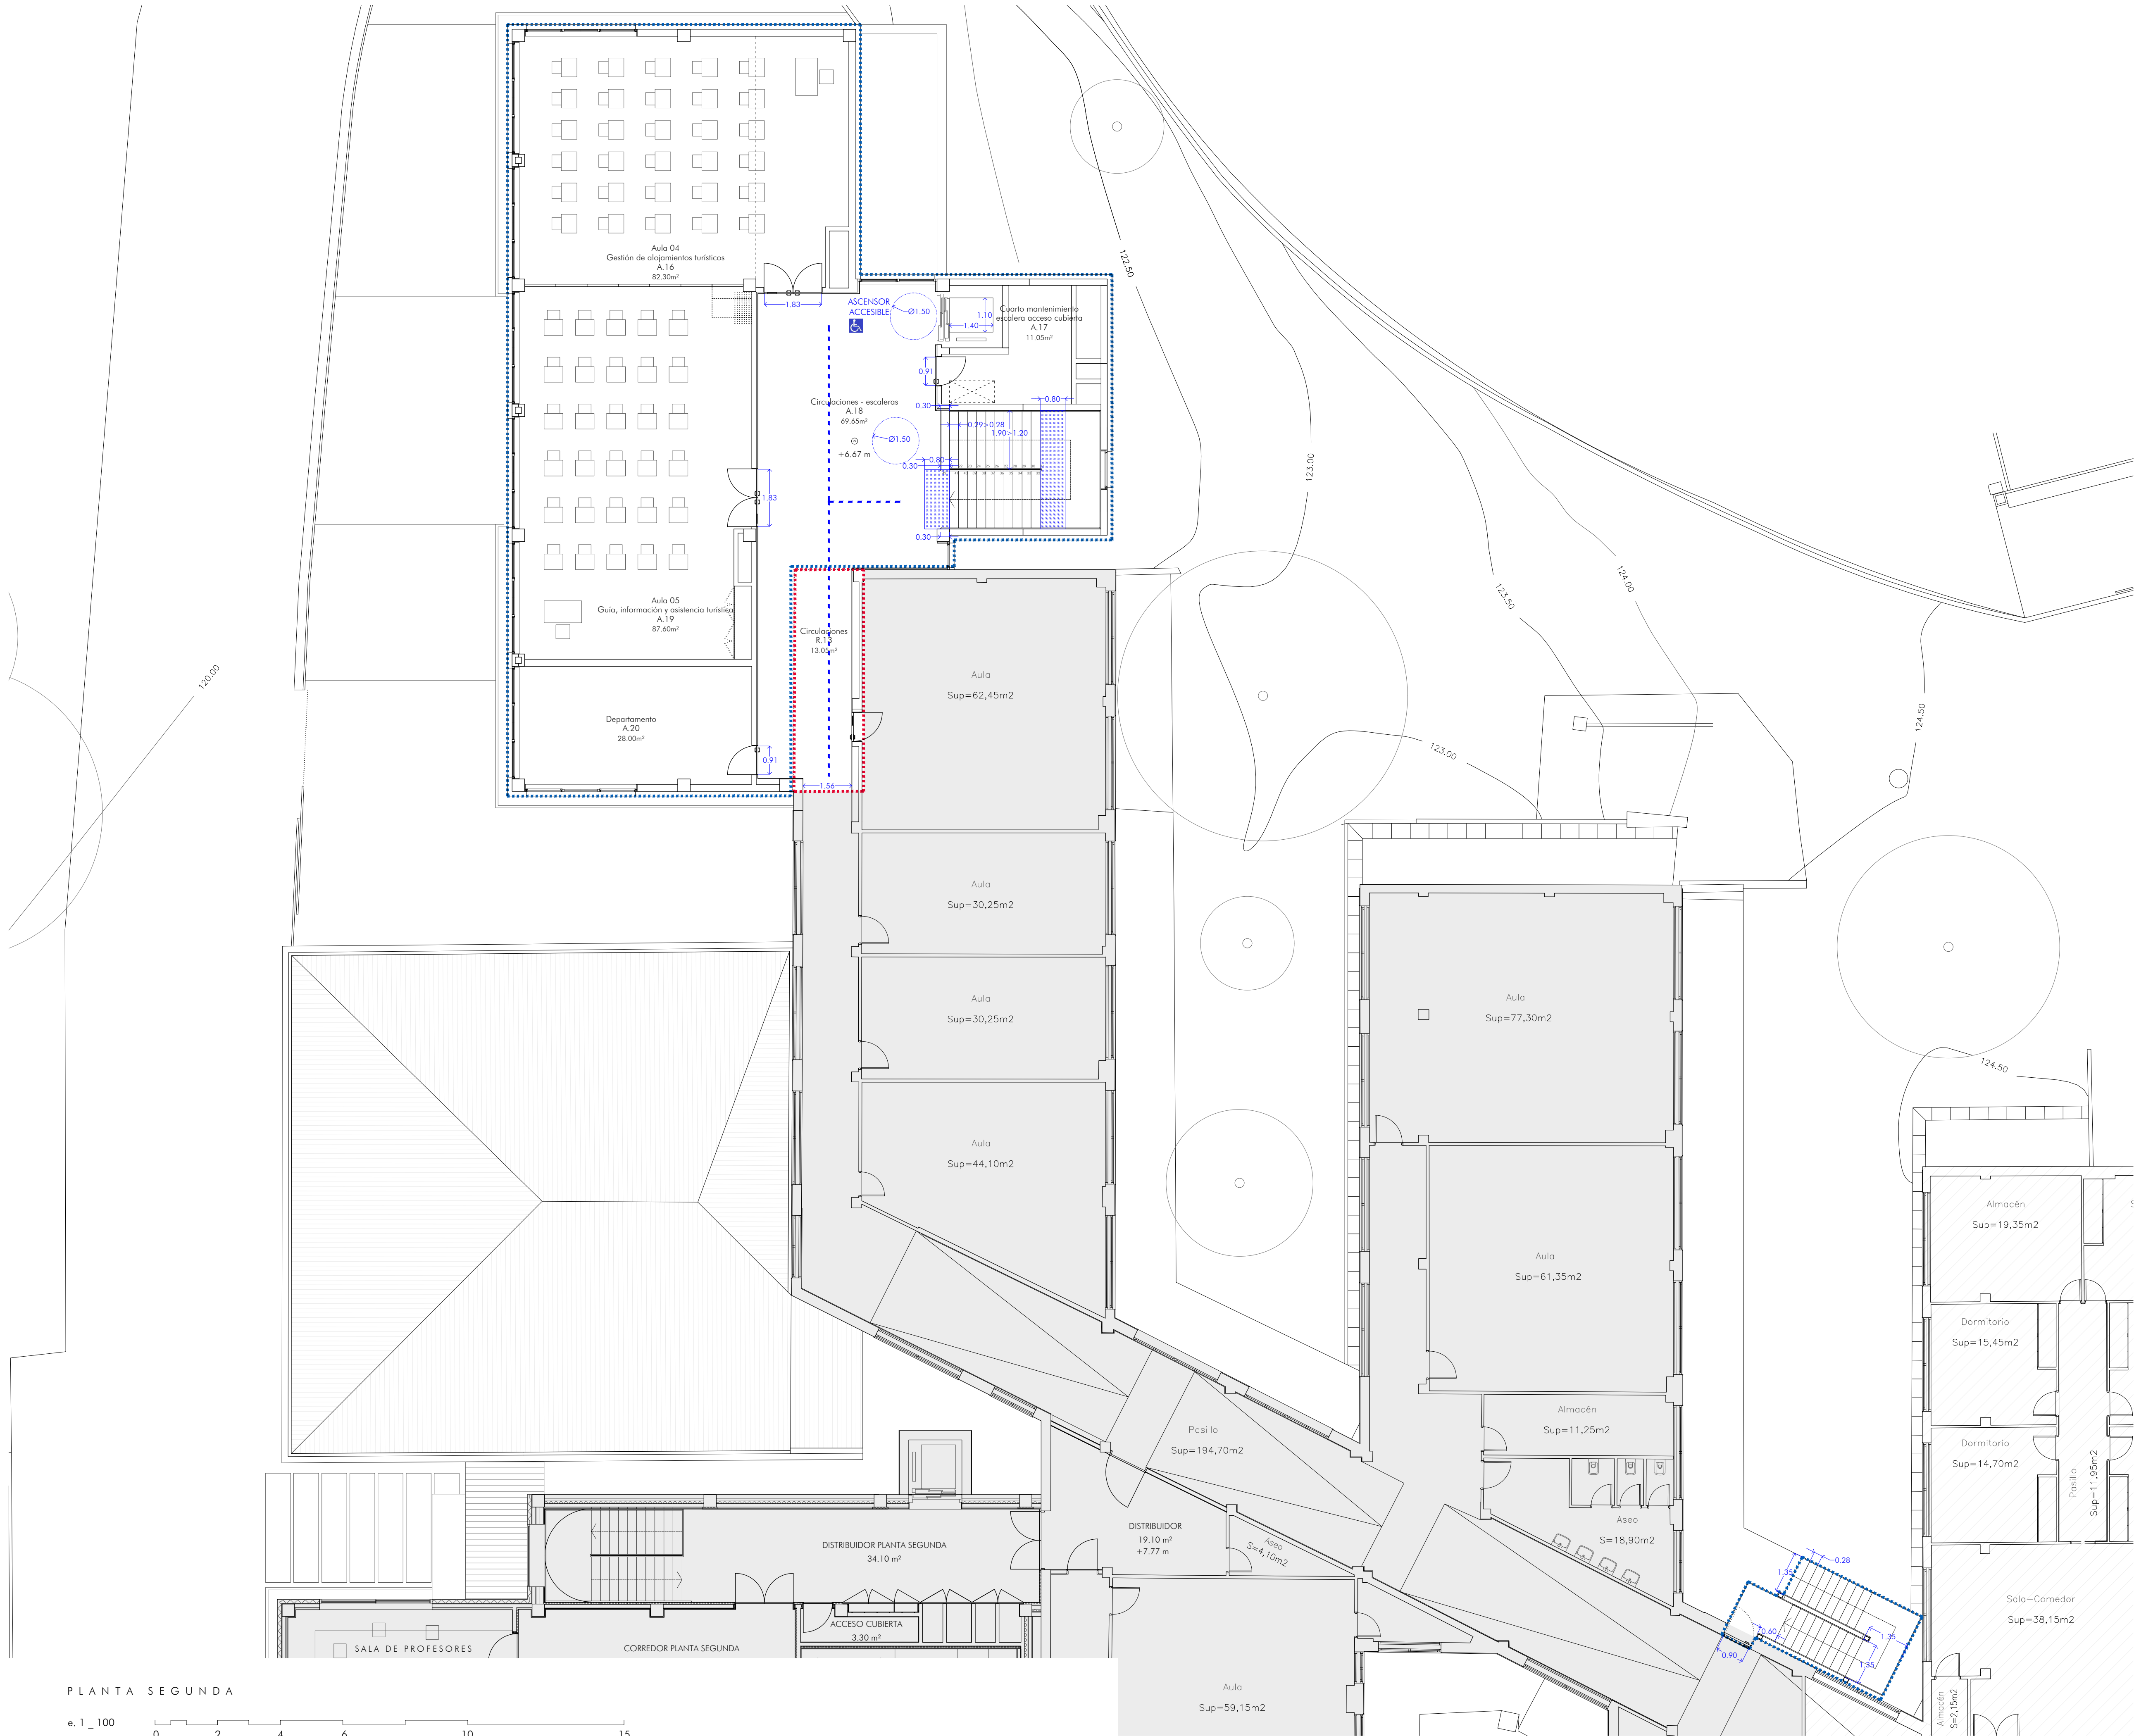 Aula 04
Gestión de alojamientos turísticos
A.16
82.30m²
1.83
ASCENSOR
ACCESIBLE
Ø1.50
1.10
1.40
Cuarto mantenimiento
escalera acceso cubierta
A.17
11.05m²
122.50
0.91
0.80
0.30
Circulaciones - escaleras
A.18
69.65m²
0.29>0.28
1.90>1.20
Ø1.50
+6.67 m
0.80
0.30
1.83
0.30
123.00
123.50
124.00
124.50
120.00
Aula 05
Guía, información y asistencia turística
A.19
87.60m²
Circulaciones
R.13
13.05m²
Aula
Sup=62,45m2
Departamento
A.20
28.00m²
0.91
1.56
123.00
Aula
Sup=30,25m2
Aula
Sup=30,25m2
Aula
Sup=77,30m2
124.50
Aula
Sup=44,10m2
Almacén
Sup=19,35m2
S
Aula
Sup=61,35m2
Dormitorio
Sup=15,45m2
Almacén
Sup=11,25m2
Pasillo
Sup=194,70m2
Dormitorio
Sup=14,70m2
Pasillo
Sup=11,95m2
Aseo
S=18,90m2
DISTRIBUIDOR
19.10 m²
+7.77 m
Aseo
S=4,10m2
DISTRIBUIDOR PLANTA SEGUNDA
34.10 m²
0.28
1.35
Sala-Comedor
Sup=38,15m2
ACCESO CUBIERTA
3.30 m²
SALA DE PROFESORES
CORREDOR PLANTA SEGUNDA
0.60
0.90
1.35
1.35
Aula
Sup=59,15m2
Almacén
S=2,15m2
PLANTA SEGUNDA
e. 1 _ 100
0 2 4 6 10 15